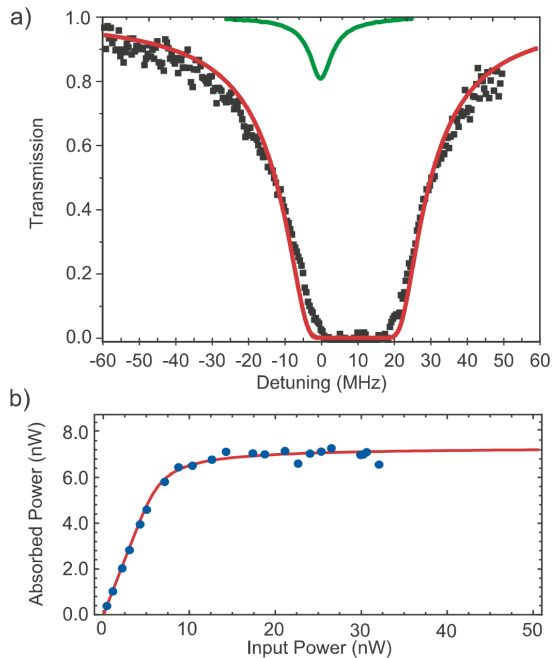 a)
1.0
0.8
0.6
0.4
0.2
0.0
Transmission
-60 -50 -40 -30 -20 -10 0 10 20 30 40 50 60
Detuning (MHz)
b)
8.0
6.0
4.0
2.0
0.0
Absorbed Power (nW)
0 10 20 30 40 50
Input Power (nW)